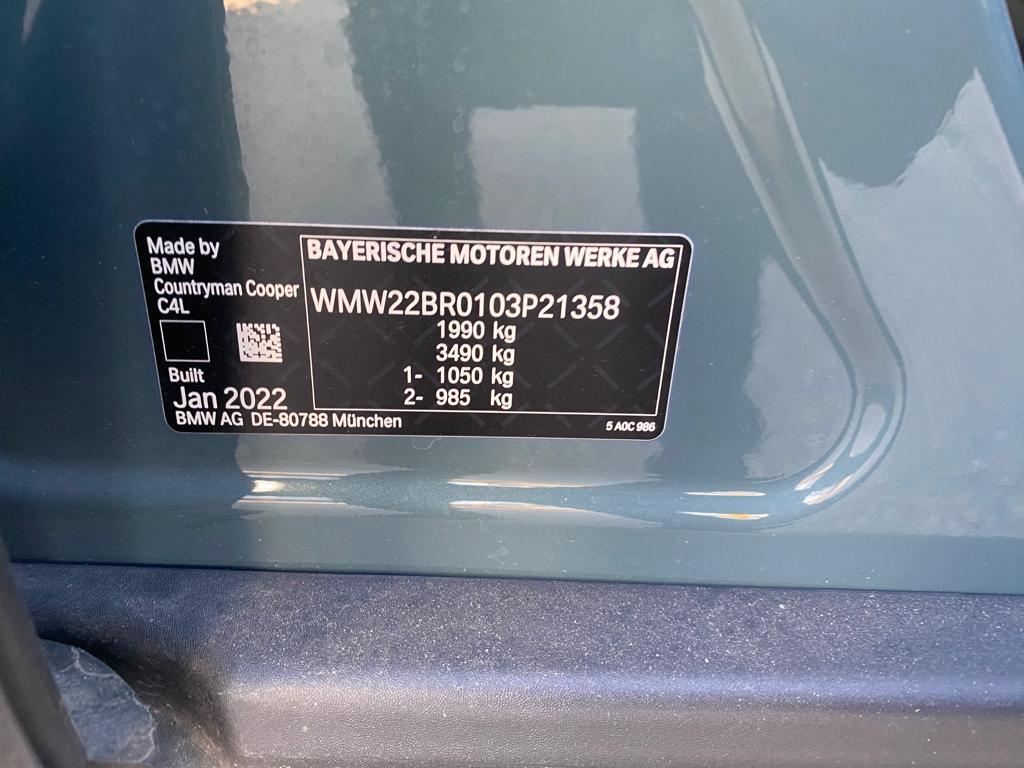 Made by
BMW
Countryman Cooper
C4L
Built
Jan 2022
BMW AG DE-80788 München
BAYERISCHE MOTOREN WERKE AG
WMW22BR0103P21358
1990 kg
3490 kg
1- 1050 kg
2- 985 kg
5 A0C 986